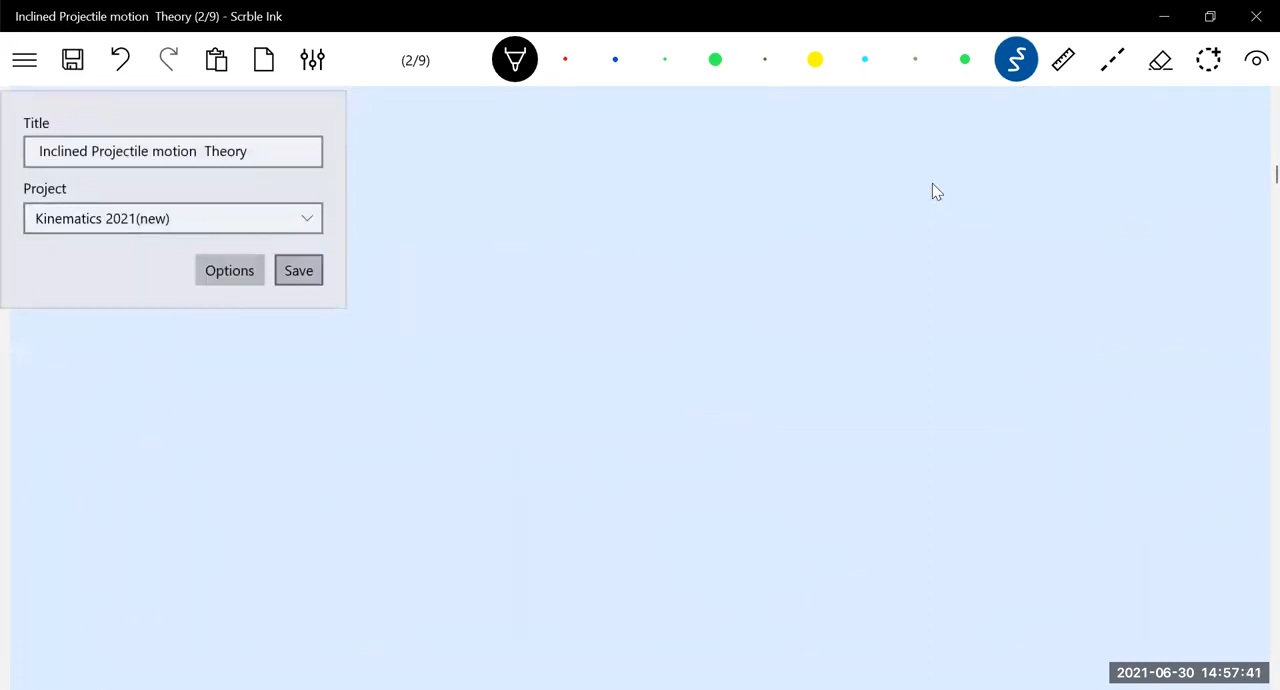 Inclined Projectile motion  Theory (2/9) - Scrble Ink
(2/9)
Title
Inclined Projectile motion  Theory
Project
Kinematics 2021(new)
Options
Save
2021-06-30 14:57:41